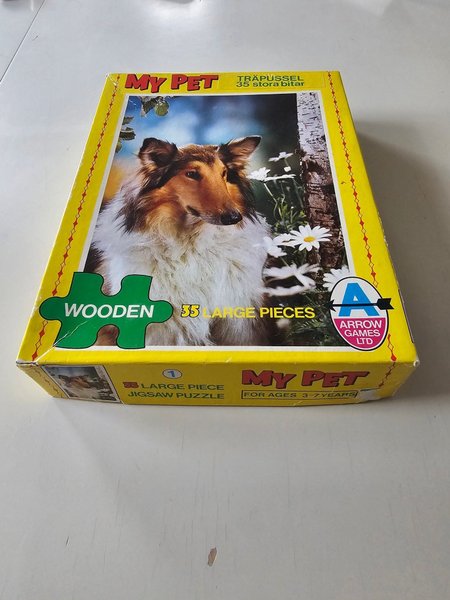 MY PET
TRÄPUSSEL
35 stora bitar
WOODEN
35 LARGE PIECES
A
ARROW
GAMES
LTD
1
35 LARGE PIECE
JIGSAW PUZZLE
MY PET
FOR AGES 3-7 YEARS